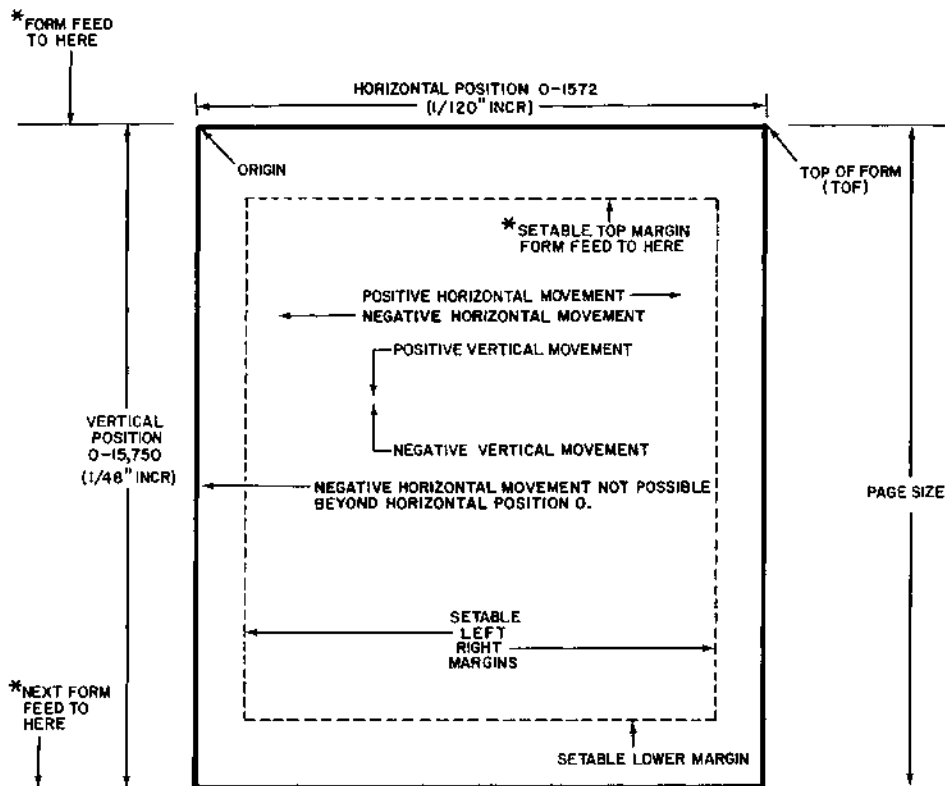 *FORM FEED
TO HERE
HORIZONTAL POSITION 0-1572
(1/120" INCR)
ORIGIN
TOP OF FORM
(TOF)
*SETABLE TOP MARGIN
FORM FEED TO HERE
POSITIVE HORIZONTAL MOVEMENT
NEGATIVE HORIZONTAL MOVEMENT
POSITIVE VERTICAL MOVEMENT
VERTICAL
POSITION
0-15,750
(1/48" INCR)
NEGATIVE VERTICAL MOVEMENT
NEGATIVE HORIZONTAL MOVEMENT NOT POSSIBLE
BEYOND HORIZONTAL POSITION 0.
PAGE SIZE
SETABLE
LEFT
RIGHT
MARGINS
*NEXT FORM
FEED TO
HERE
SETABLE LOWER MARGIN